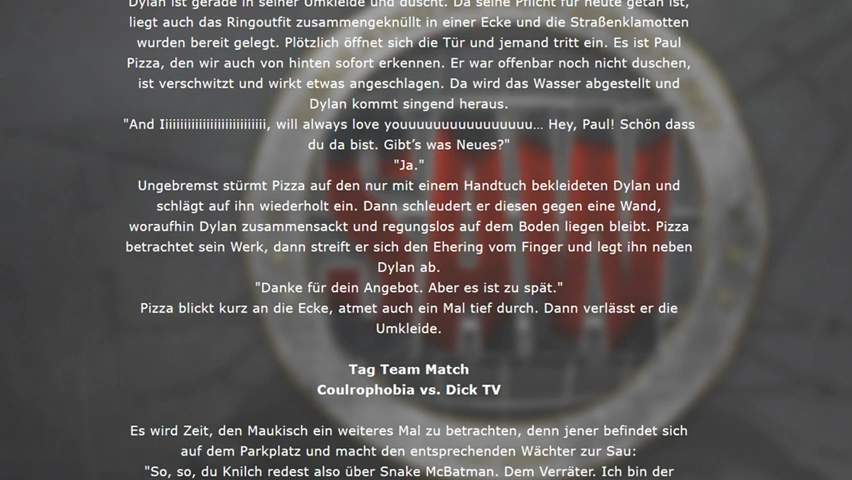 Dylan ist gerade in seiner Umkleide und duscht. Da seine Pflicht für heute getan ist,
liegt auch das Ringoutfit zusammengeknüllt in einer Ecke und die Straßenklamotten
wurden bereit gelegt. Plötzlich öffnet sich die Tür und jemand tritt ein. Es ist Paul
Pizza, den wir auch von hinten sofort erkennen. Er war offenbar noch nicht duschen,
ist verschwitzt und wirkt etwas angeschlagen. Da wird das Wasser abgestellt und
Dylan kommt singend heraus.
"And Iiiiiiiiiiiiiiiiiiiiiiiiiii, will always love youuuuuuuuuuuuuuuu… Hey, Paul! Schön dass
du da bist. Gibt’s was Neues?"
"Ja."
Ungebremst stürmt Pizza auf den nur mit einem Handtuch bekleideten Dylan und
schlägt auf ihn wiederholt ein. Dann schleudert er diesen gegen eine Wand,
woraufhin Dylan zusammensackt und regungslos auf dem Boden liegen bleibt. Pizza
betrachtet sein Werk, dann streift er sich den Ehering vom Finger und legt ihn neben
Dylan ab.
"Danke für dein Angebot. Aber es ist zu spät."
Pizza blickt kurz an die Ecke, atmet auch ein Mal tief durch. Dann verlässt er die
Umkleide.
Tag Team Match
Coulrophobia vs. Dick TV
Es wird Zeit, den Maukisch ein weiteres Mal zu betrachten, denn jener befindet sich
auf dem Parkplatz und macht den entsprechenden Wächter zur Sau:
"So, so, du Knilch redest also über Snake McBatman. Dem Verräter. Ich bin der